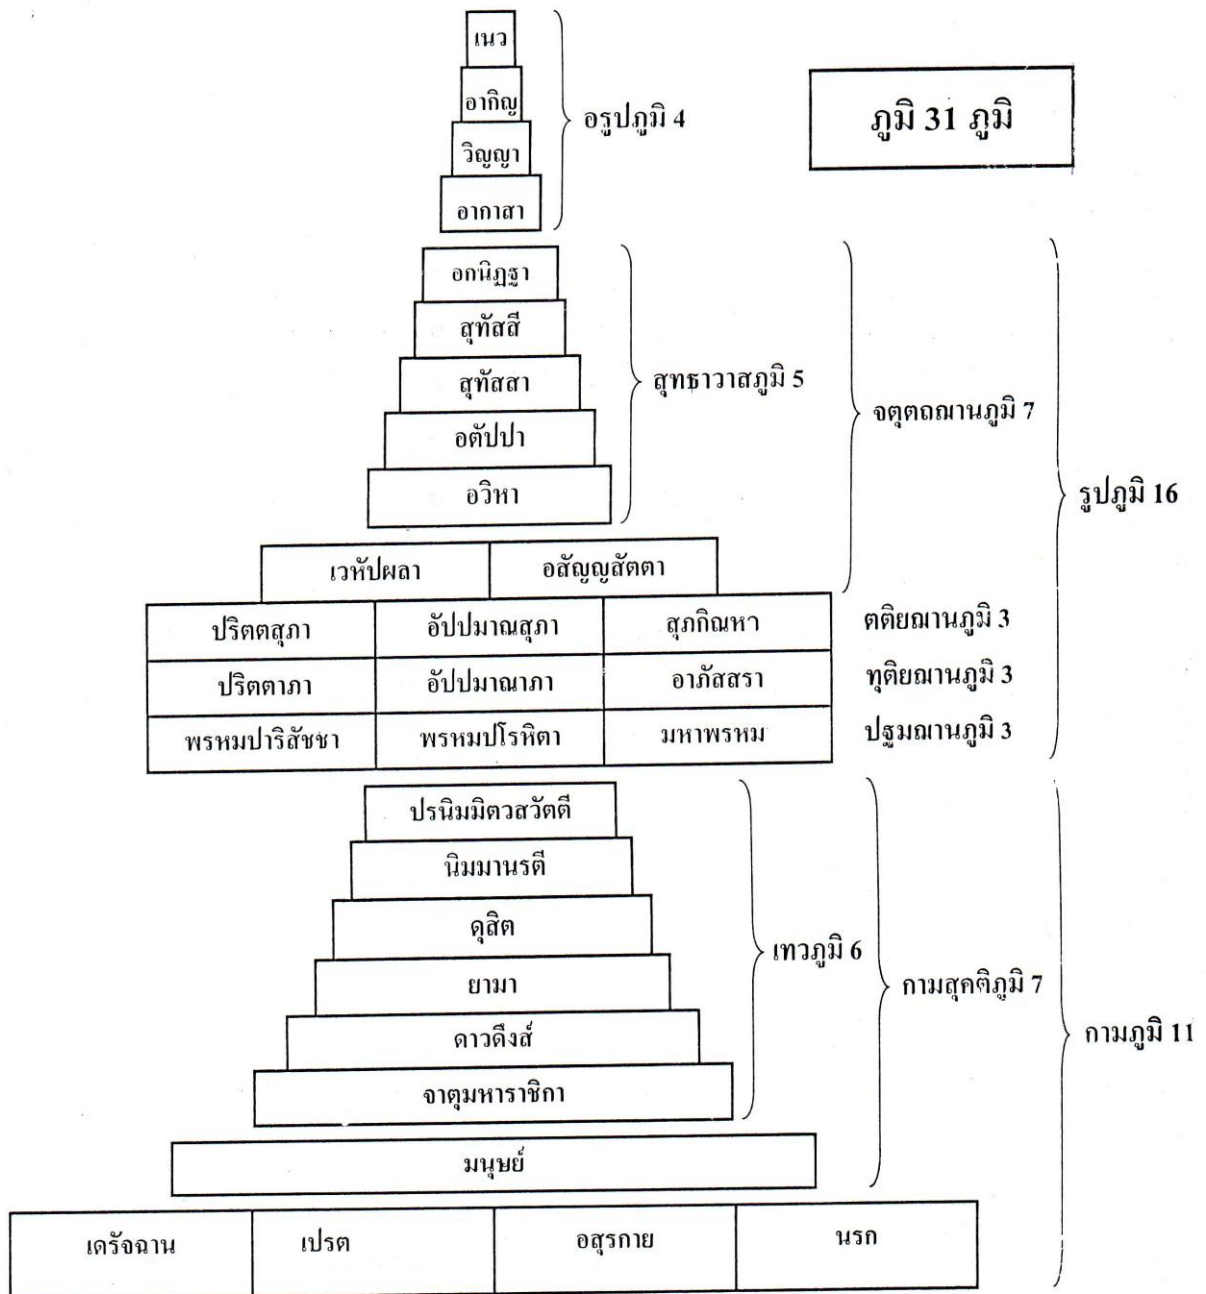 เนว
อากิญ
วิญญา
อากาสา
อรูปภูมิ 4
ภูมิ 31 ภูมิ
อกนิฏฐา
สุทัสสี
สุทัสสา
อตัปปา
อวิหา
สุทธาวาสภูมิ 5
จตุตถฌานภูมิ 7
รูปภูมิ 16
เวหัปผลา อสัญญสัตตา
ปริตตสุภา อัปปมาณสุภา สุภกิณหา ตติยฌานภูมิ 3
ปริตตาภา อัปปมาณาภา อาภัสสรา ทุติยฌานภูมิ 3
พรหมปาริสัชชา พรหมปโรหิตา มหาพรหม ปฐมฌานภูมิ 3
ปรนิมมิตวสวัตตี
นิมมานรตี
ดุสิต
ยามา
ดาวดึงส์
จาตุมหาราชิกา
เทวภูมิ 6
กามสุคติภูมิ 7
กามภูมิ 11
มนุษย์
เดรัจฉาน เปรต อสุรกาย นรก